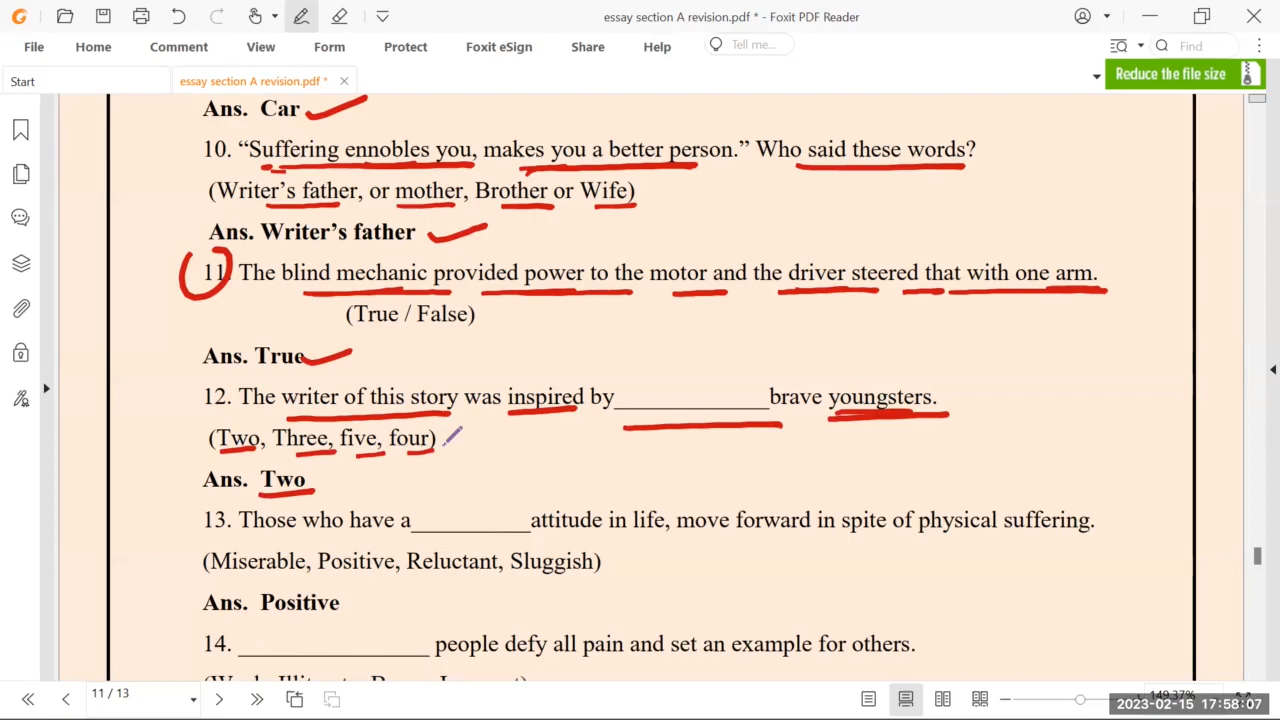 essay section A revision.pdf * - Foxit PDF Reader
File Home Comment View Form Protect Foxit eSign Share Help Tell me... Find
Start essay section A revision.pdf * Reduce the file size
Ans. Car
10. “Suffering ennobles you, makes you a better person.” Who said these words?
(Writer’s father, or mother, Brother or Wife)
Ans. Writer’s father
11. The blind mechanic provided power to the motor and the driver steered that with one arm.
(True / False)
Ans. True
12. The writer of this story was inspired by______________brave youngsters.
(Two, Three, five, four)
Ans. Two
13. Those who have a__________attitude in life, move forward in spite of physical suffering.
(Miserable, Positive, Reluctant, Sluggish)
Ans. Positive
14. ________________ people defy all pain and set an example for others.
11 / 13 149.37%
2023-02-15 17:58:07